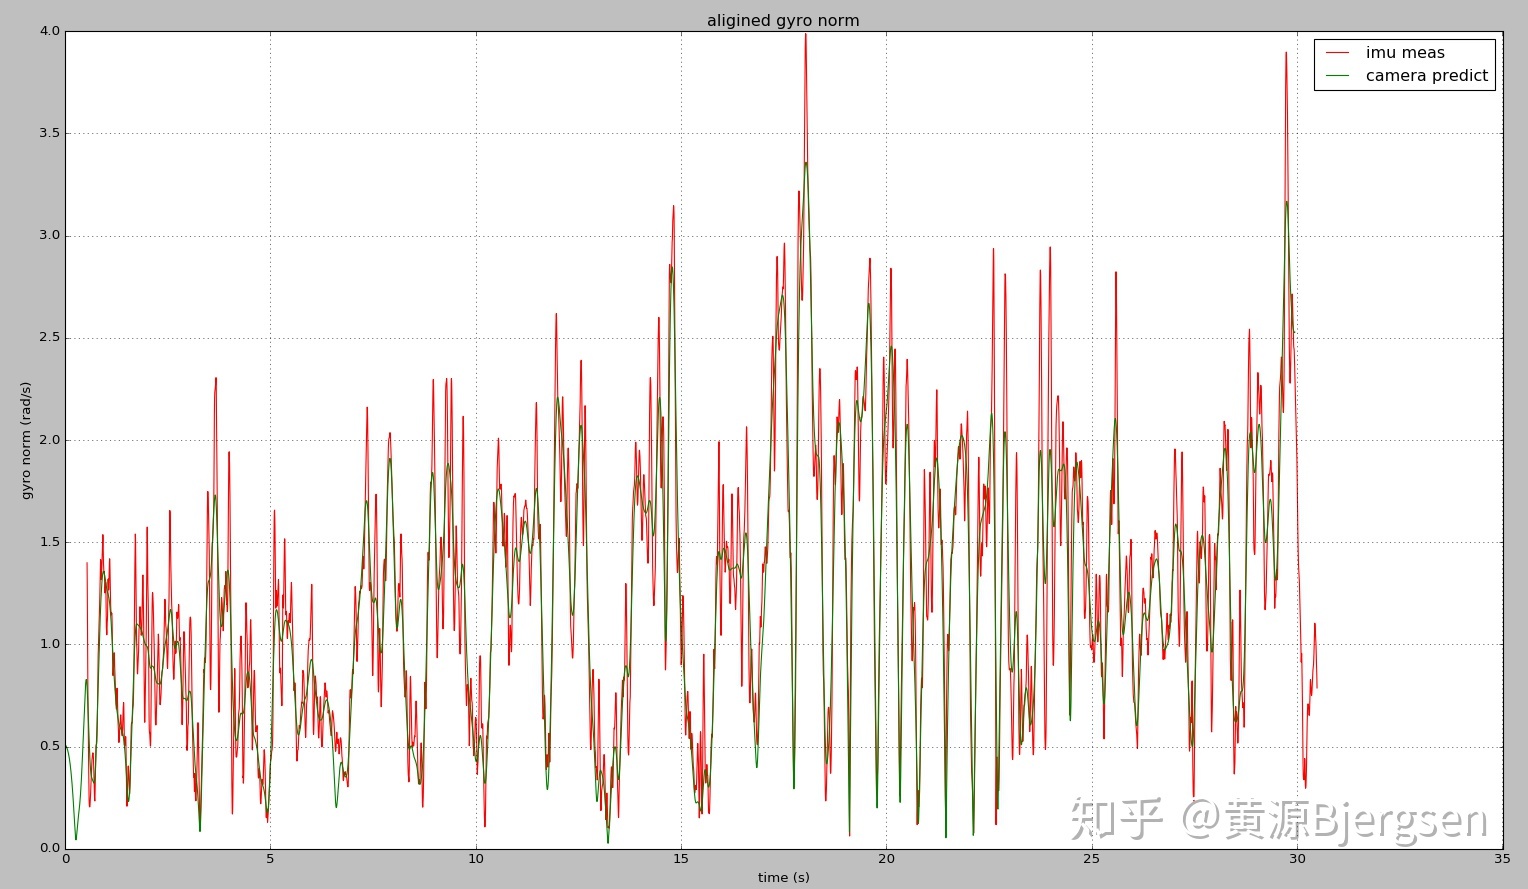 aligined gyro norm
imu meas
camera predict
4.0
3.5
3.0
2.5
2.0
1.5
1.0
0.5
0.0
gyro norm (rad/s)
0 5 10 15 20 25 30 35
time (s)
知乎 @黄源Bjergsen